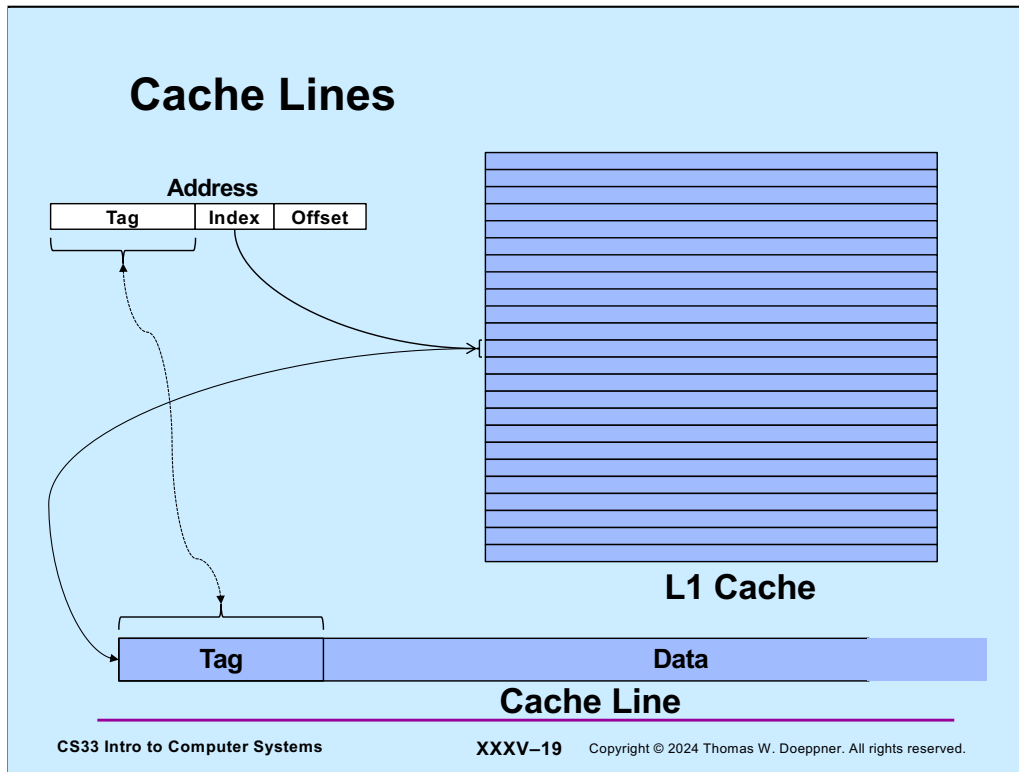 Cache Lines
Address
Tag Index Offset
L1 Cache
Tag Data
Cache Line
CS33 Intro to Computer Systems XXXV–19 Copyright © 2024 Thomas W. Doeppner. All rights reserved.